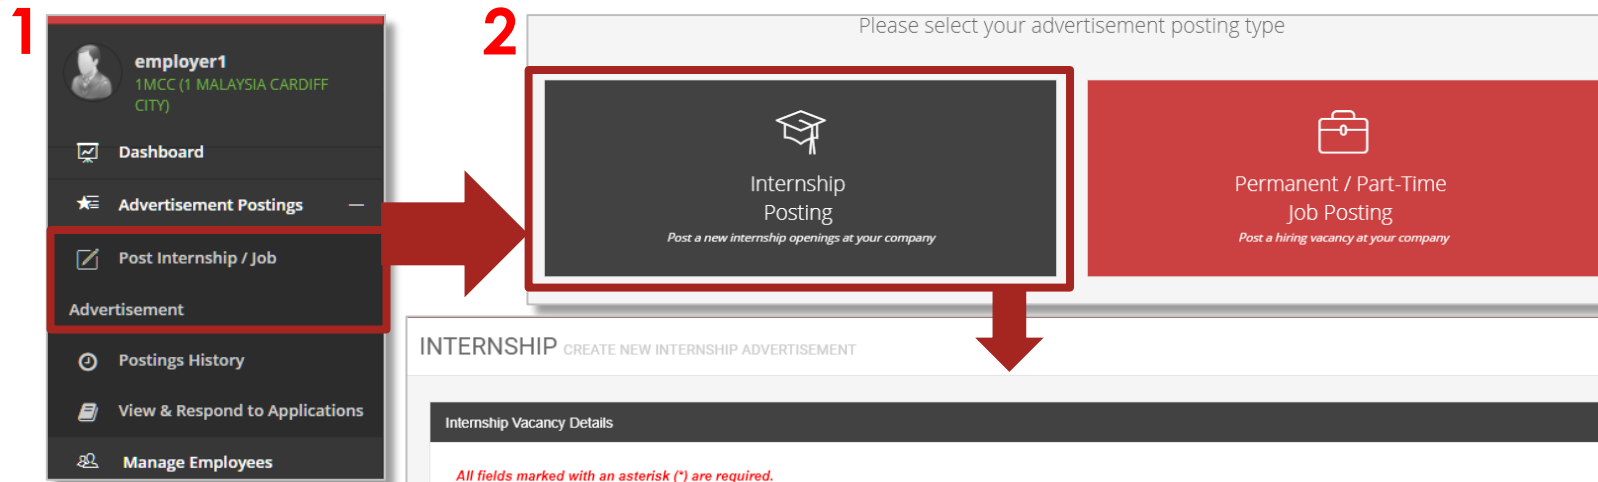 1
employer1
1MCC (1 MALAYSIA CARDIFF
CITY)
Dashboard
Advertisement Postings
Post Internship / Job
Advertisement
Postings History
View & Respond to Applications
Manage Employees
2
Please select your advertisement posting type
Internship
Posting
Post a new internship openings at your company
Permanent / Part-Time
Job Posting
Post a hiring vacancy at your company
INTERNSHIP CREATE NEW INTERNSHIP ADVERTISEMENT
Internship Vacancy Details
All fields marked with an asterisk (*) are required.